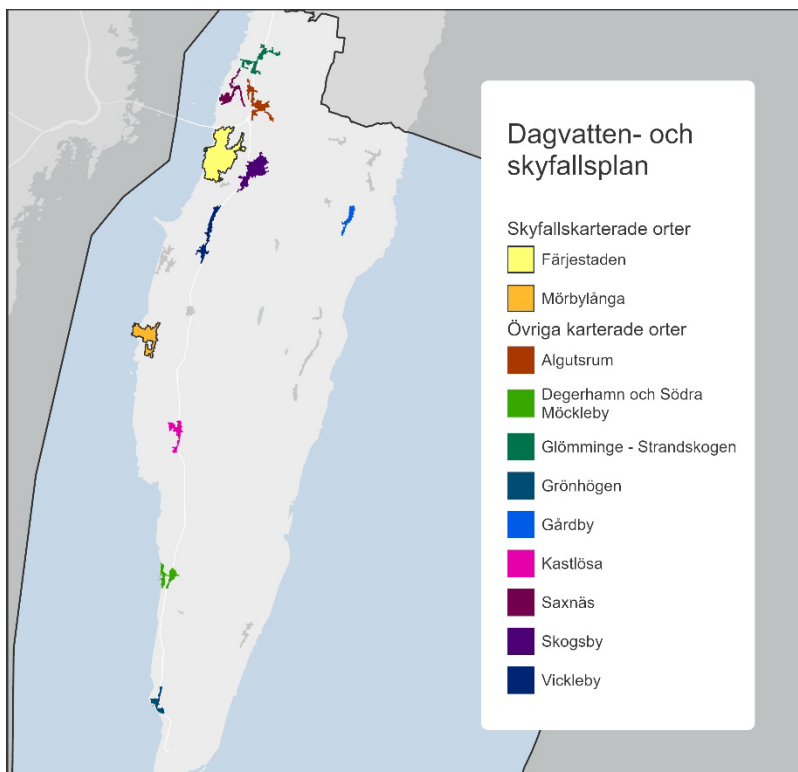 Dagvatten- och
skyfallsplan
Skyfallskarterade orter
Färjestaden
Mörbylånga
Övriga karterade orter
Algutsrum
Degerhamn och Södra
Möckleby
Glömminge - Strandskogen
Grönhögen
Gårdby
Kastlösa
Saxnäs
Skogsby
Vickleby